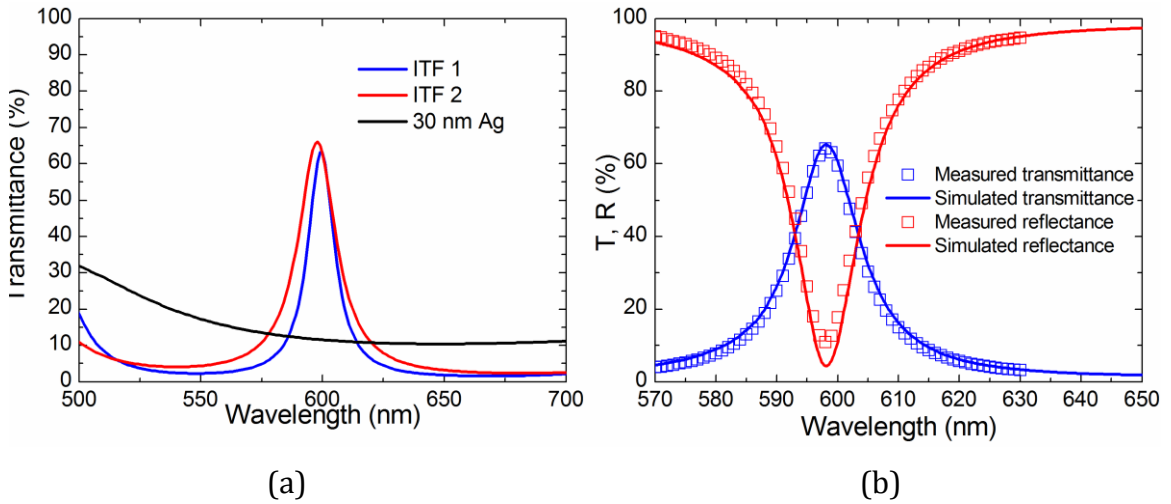 100
90
80
70
60
50
40
30
20
10
0
Transmittance (%)
ITF 1
ITF 2
30 nm Ag
500 550 600 650 700
Wavelength (nm)
(a)
100
80
60
40
20
0
T, R (%)
Measured transmittance
Simulated transmittance
Measured reflectance
Simulated reflectance
570 580 590 600 610 620 630 640 650
Wavelength (nm)
(b)